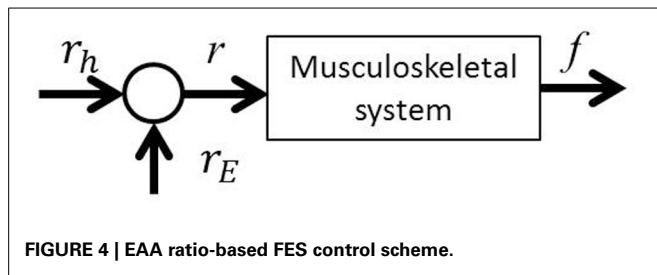 r_h
r
Musculoskeletal
system
f
r_E
FIGURE 4 | EAA ratio-based FES control scheme.